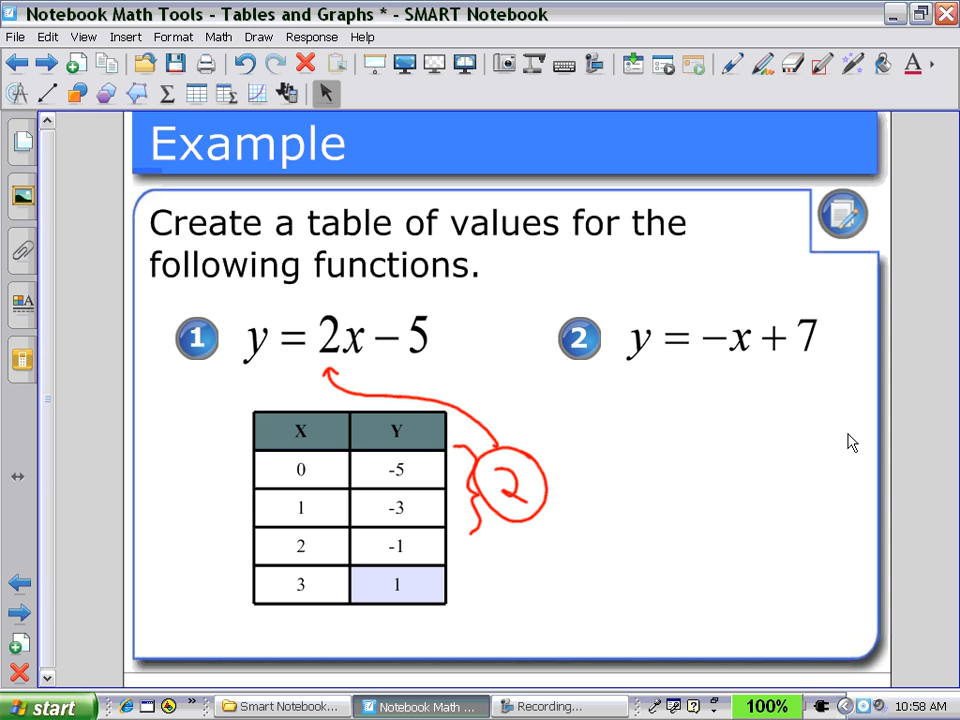 Notebook Math Tools - Tables and Graphs * - SMART Notebook
File Edit View Insert Format Math Draw Response Help
Example
Create a table of values for the
following functions.
1 y = 2x − 5
2 y = −x + 7
X Y
0 -5
1 -3
2 -1
3 1
2
start
Smart Notebook...
Notebook Math ...
Recording...
100%
10:58 AM